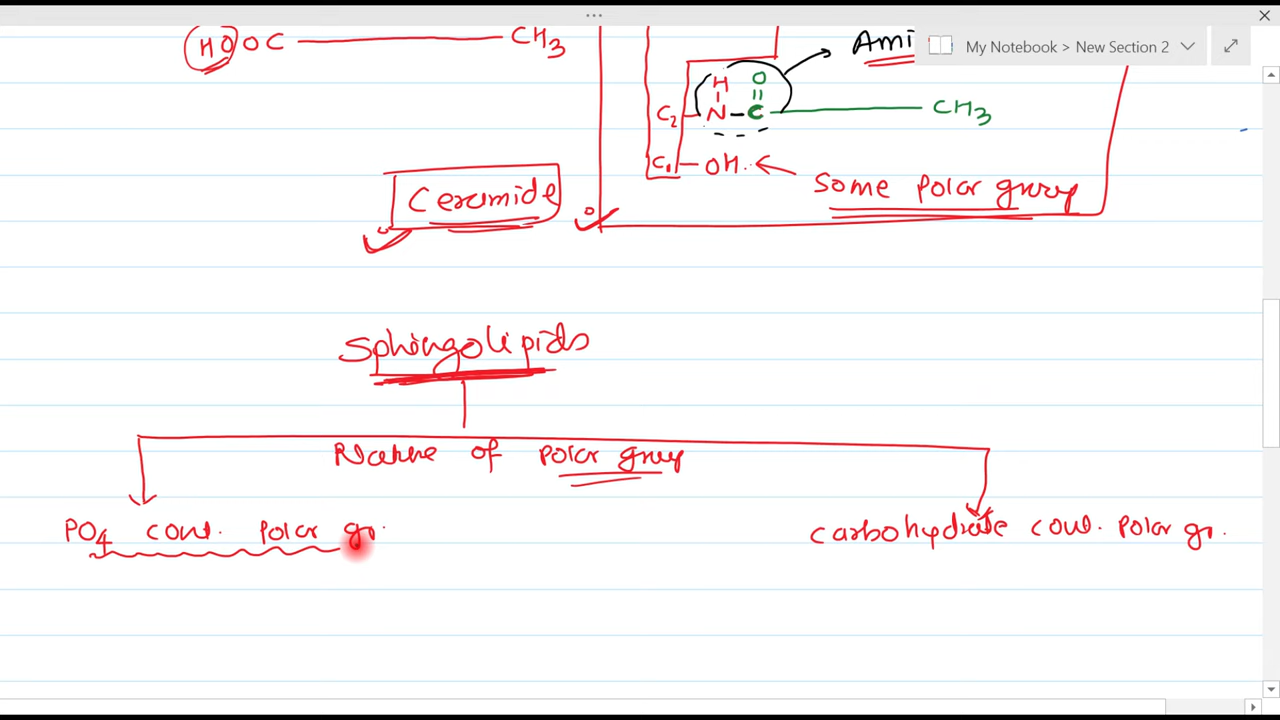 My Notebook > New Section 2
HOOC CH3
Ami
H O
C2 N C CH3
C1 OH
Some polar group
Ceramide
Sphingolipids
Nature of polar group
PO4 cont. Polar gr.
carbohydrate cont. Polar gr.